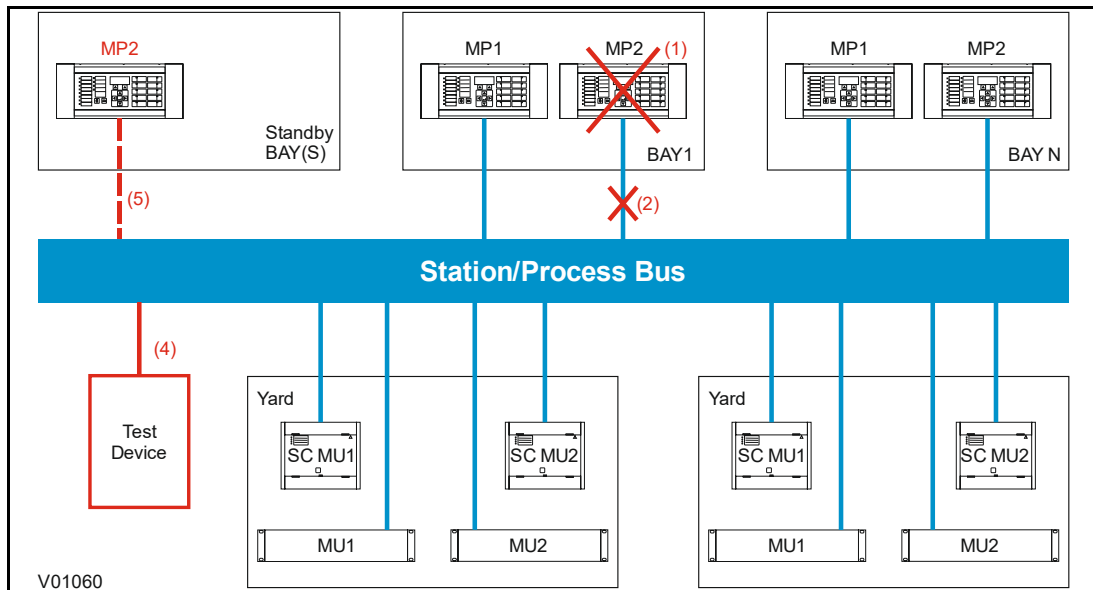 MP2
Standby
BAY(S)
(5)
MP1
MP2
(1)
BAY1
(2)
MP1
MP2
BAY N
Station/Process Bus
(4)
Test
Device
Yard
SC MU1
SC MU2
MU1
MU2
Yard
SC MU1
SC MU2
MU1
MU2
V01060